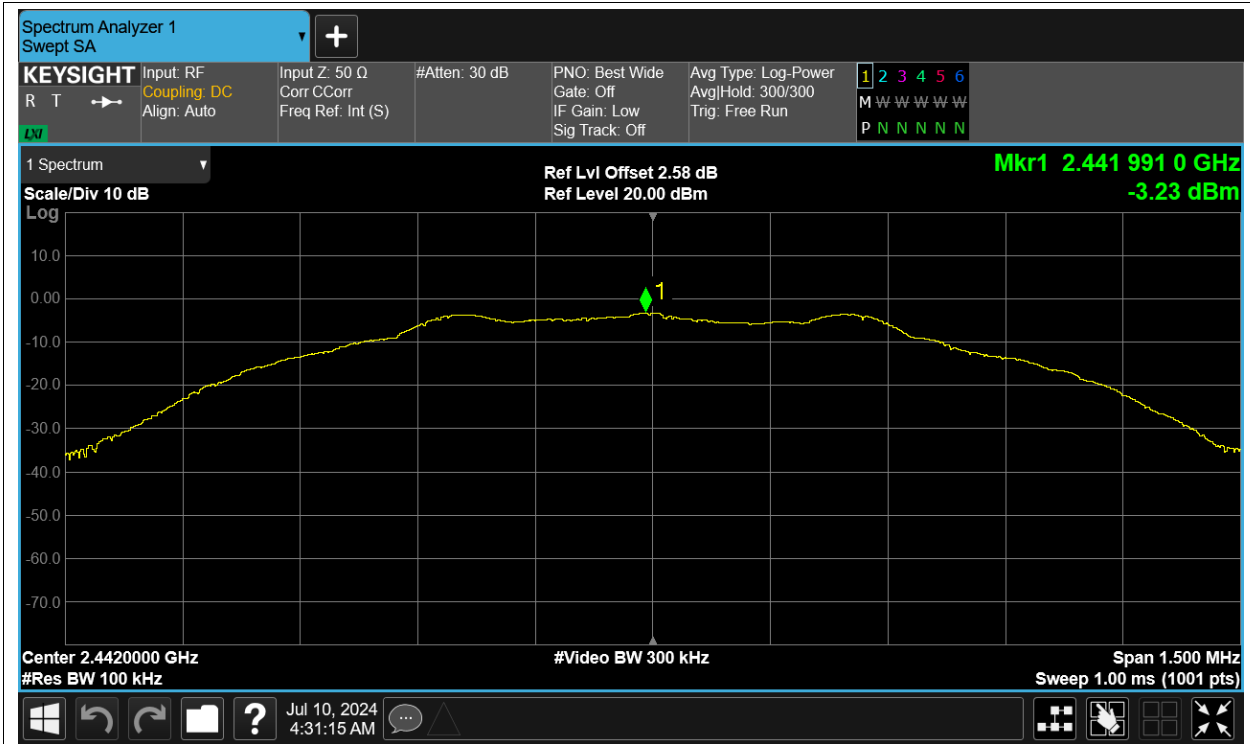 Spectrum Analyzer 1
Swept SA
KEYSIGHT
R T
LXI
Input: RF
Coupling: DC
Align: Auto
Input Z: 50 Ω
Corr CCorr
Freq Ref: Int (S)
#Atten: 30 dB
PNO: Best Wide
Gate: Off
IF Gain: Low
Sig Track: Off
Avg Type: Log-Power
Avg|Hold: 300/300
Trig: Free Run
1 2 3 4 5 6
M W W W W W
P N N N N N
1 Spectrum
Scale/Div 10 dB
Log
Ref Lvl Offset 2.58 dB
Ref Level 20.00 dBm
Mkr1 2.441 991 0 GHz
-3.23 dBm
10.0
0.00
1
-10.0
-20.0
-30.0
-40.0
-50.0
-60.0
-70.0
Center 2.4420000 GHz
#Video BW 300 kHz
Span 1.500 MHz
#Res BW 100 kHz
Sweep 1.00 ms (1001 pts)
?
Jul 10, 2024
4:31:15 AM